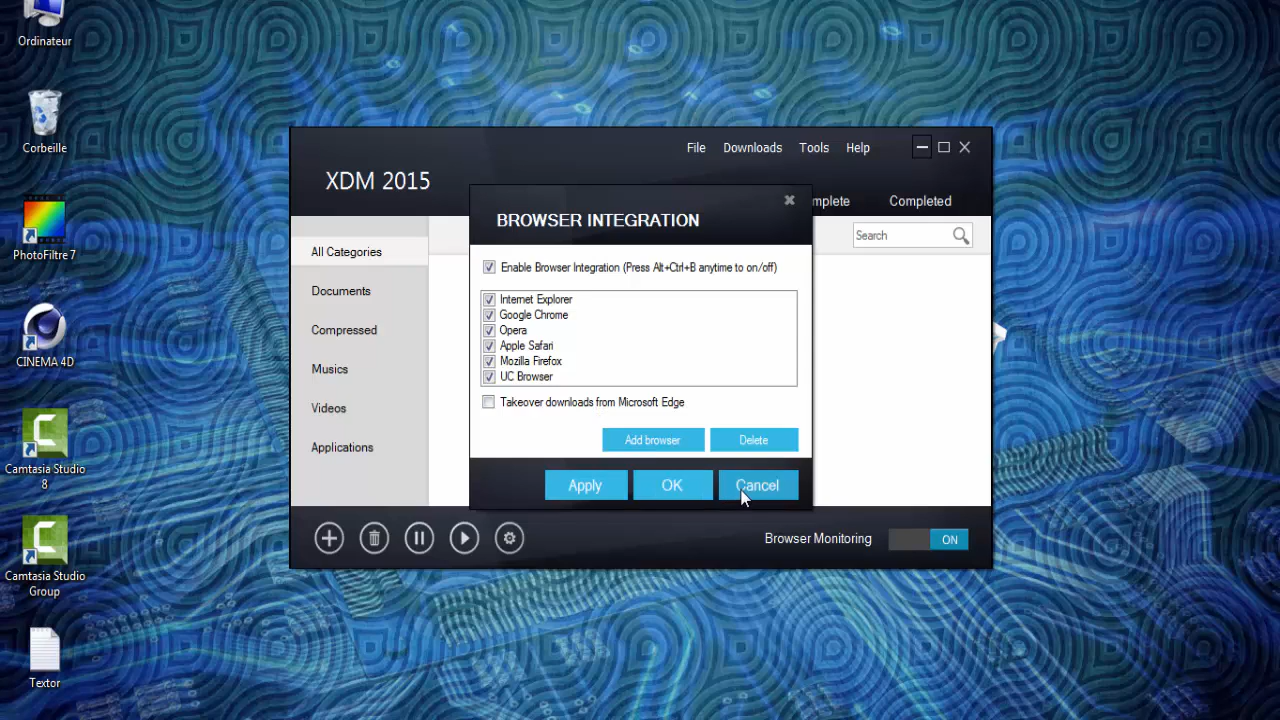 Ordinateur
Corbeille
PhotoFiltre 7
CINEMA 4D
Camtasia Studio
8
Camtasia Studio
Group
Textor
File Downloads Tools Help
XDM 2015
mplete Completed
Search
All Categories
Documents
Compressed
Musics
Videos
Applications
BROWSER INTEGRATION
Enable Browser Integration (Press Alt+Ctrl+B anytime to on/off)
Internet Explorer
Google Chrome
Opera
Apple Safari
Mozilla Firefox
UC Browser
Takeover downloads from Microsoft Edge
Add browser Delete
Apply OK Cancel
Browser Monitoring ON